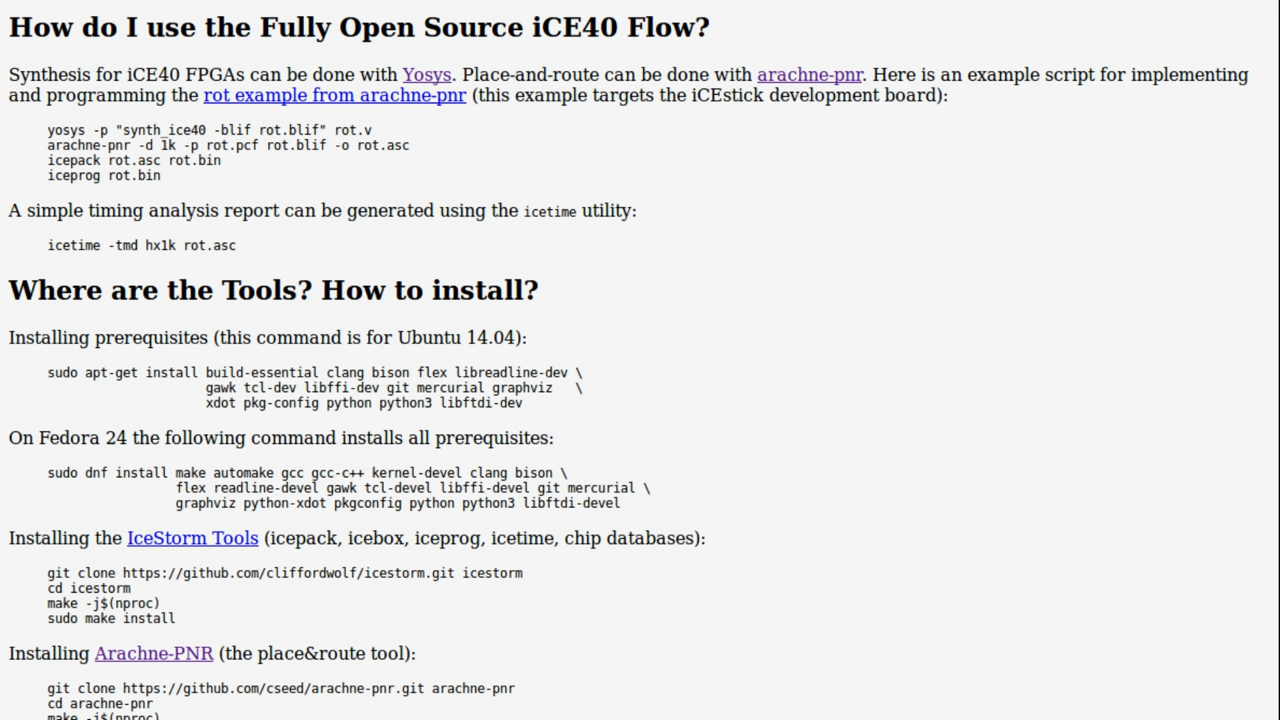 How do I use the Fully Open Source iCE40 Flow?
Synthesis for iCE40 FPGAs can be done with Yosys. Place-and-route can be done with arachne-pnr. Here is an example script for implementing
and programming the rot example from arachne-pnr (this example targets the iCEstick development board):
yosys -p "synth_ice40 -blif rot.blif" rot.v
arachne-pnr -d 1k -p rot.pcf rot.blif -o rot.asc
icepack rot.asc rot.bin
iceprog rot.bin
A simple timing analysis report can be generated using the icetime utility:
icetime -tmd hx1k rot.asc
Where are the Tools? How to install?
Installing prerequisites (this command is for Ubuntu 14.04):
sudo apt-get install build-essential clang bison flex libreadline-dev \
gawk tcl-dev libffi-dev git mercurial graphviz \
xdot pkg-config python python3 libftdi-dev
On Fedora 24 the following command installs all prerequisites:
sudo dnf install make automake gcc gcc-c++ kernel-devel clang bison \
flex readline-devel gawk tcl-devel libffi-devel git mercurial \
graphviz python-xdot pkgconfig python python3 libftdi-devel
Installing the IceStorm Tools (icepack, icebox, iceprog, icetime, chip databases):
git clone https://github.com/cliffordwolf/icestorm.git icestorm
cd icestorm
make -j$(nproc)
sudo make install
Installing Arachne-PNR (the place&route tool):
git clone https://github.com/cseed/arachne-pnr.git arachne-pnr
cd arachne-pnr
make -j$(nproc)